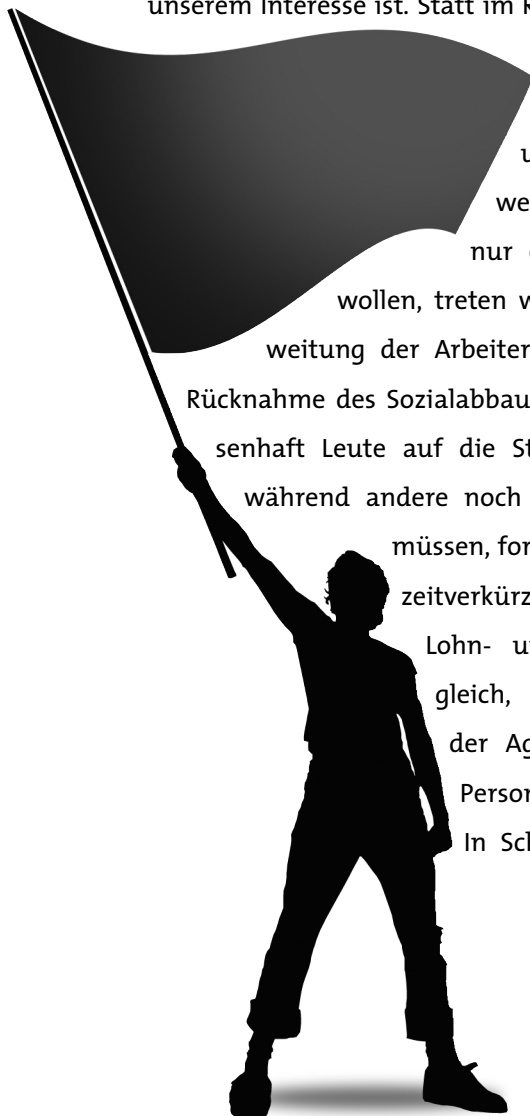 unserem Interesse ist. Statt im R
u
we
nur
wollen, treten w
weitung der Arbeiter
Rücknahme des Sozialabbau
senhaft Leute auf die St
während andere noch
müssen, for
zeitverkürz
Lohn- u
gleich,
der Ag
Person
In Sch